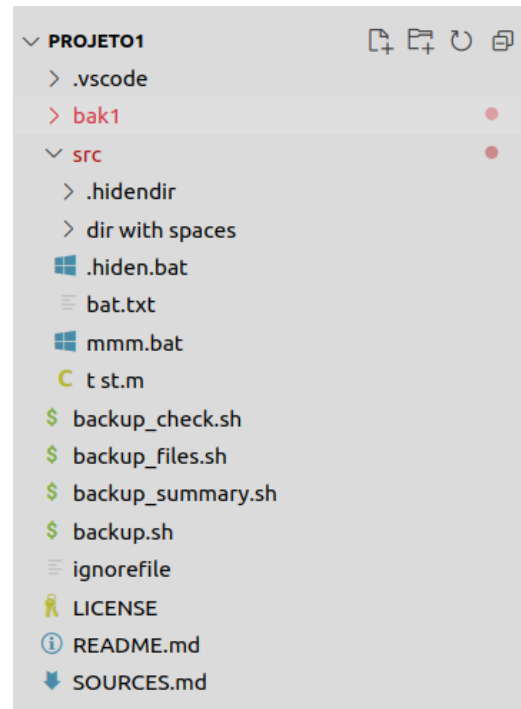 PROJETO1
.vscode
bak1
src
.hidendir
dir with spaces
.hiden.bat
bat.txt
mmm.bat
t st.m
backup_check.sh
backup_files.sh
backup_summary.sh
backup.sh
ignorefile
LICENSE
README.md
SOURCES.md